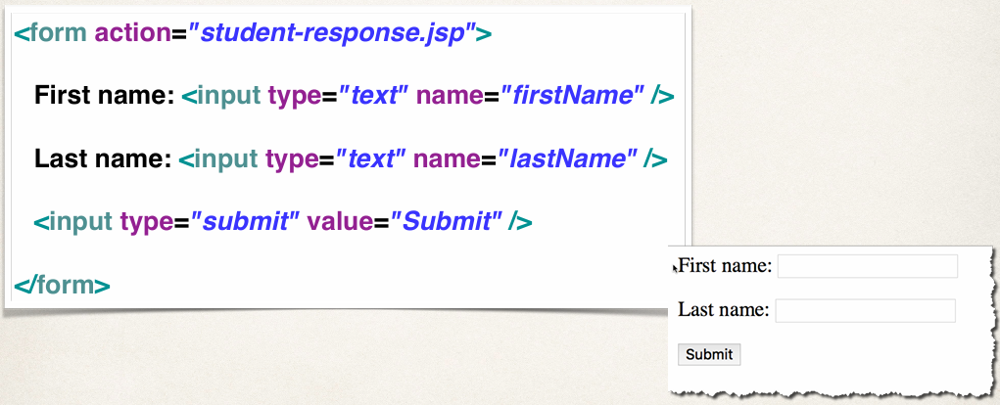 <form action="student-response.jsp">
First name: <input type="text" name="firstName" />
Last name: <input type="text" name="lastName" />
<input type="submit" value="Submit" />
</form>
First name:
Last name:
Submit